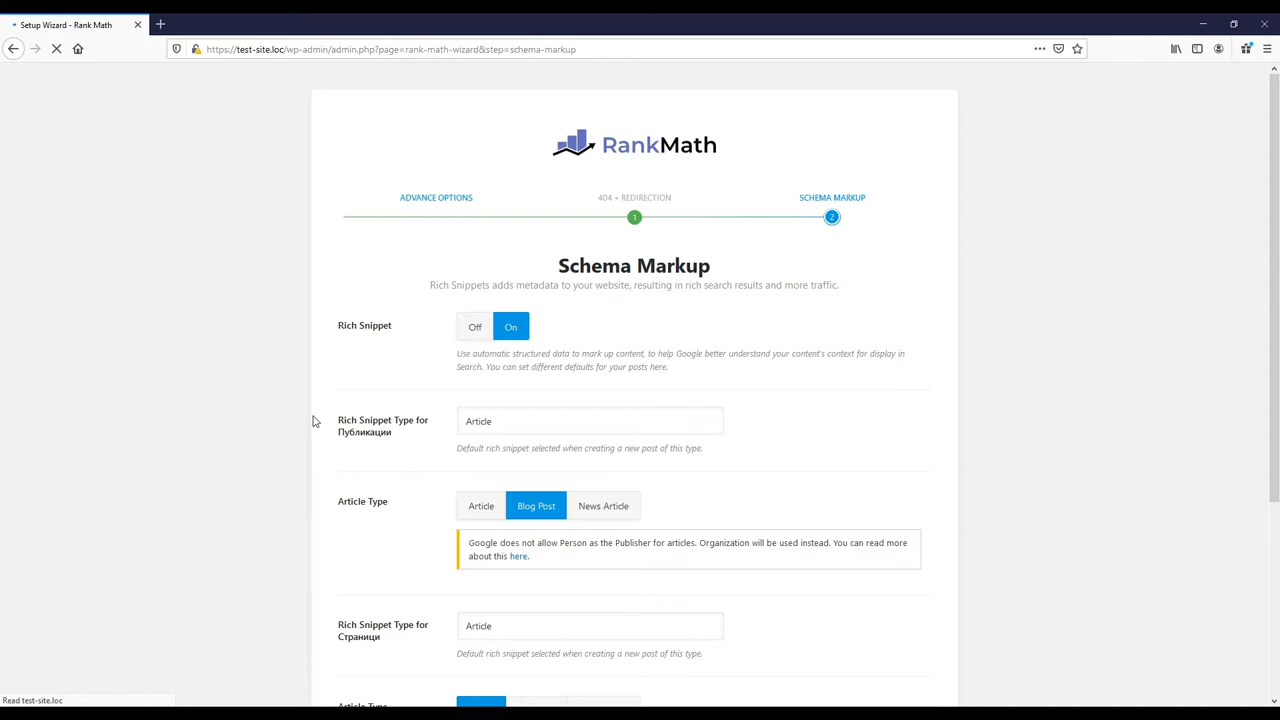 Setup Wizard - Rank Math
https://test-site.loc/wp-admin/admin.php?page=rank-math-wizard&step=schema-markup
RankMath
ADVANCE OPTIONS
404 + REDIRECTION
SCHEMA MARKUP
1
2
Schema Markup
Rich Snippets adds metadata to your website, resulting in rich search results and more traffic.
Rich Snippet
Off
On
Use automatic structured data to mark up content, to help Google better understand your content's context for display in
Search. You can set different defaults for your posts here.
Rich Snippet Type for
Публикации
Article
Default rich snippet selected when creating a new post of this type.
Article Type
Article
Blog Post
News Article
Google does not allow Person as the Publisher for articles. Organization will be used instead. You can read more
about this here.
Rich Snippet Type for
Страници
Article
Default rich snippet selected when creating a new post of this type.
Article Type
Read test-site.loc